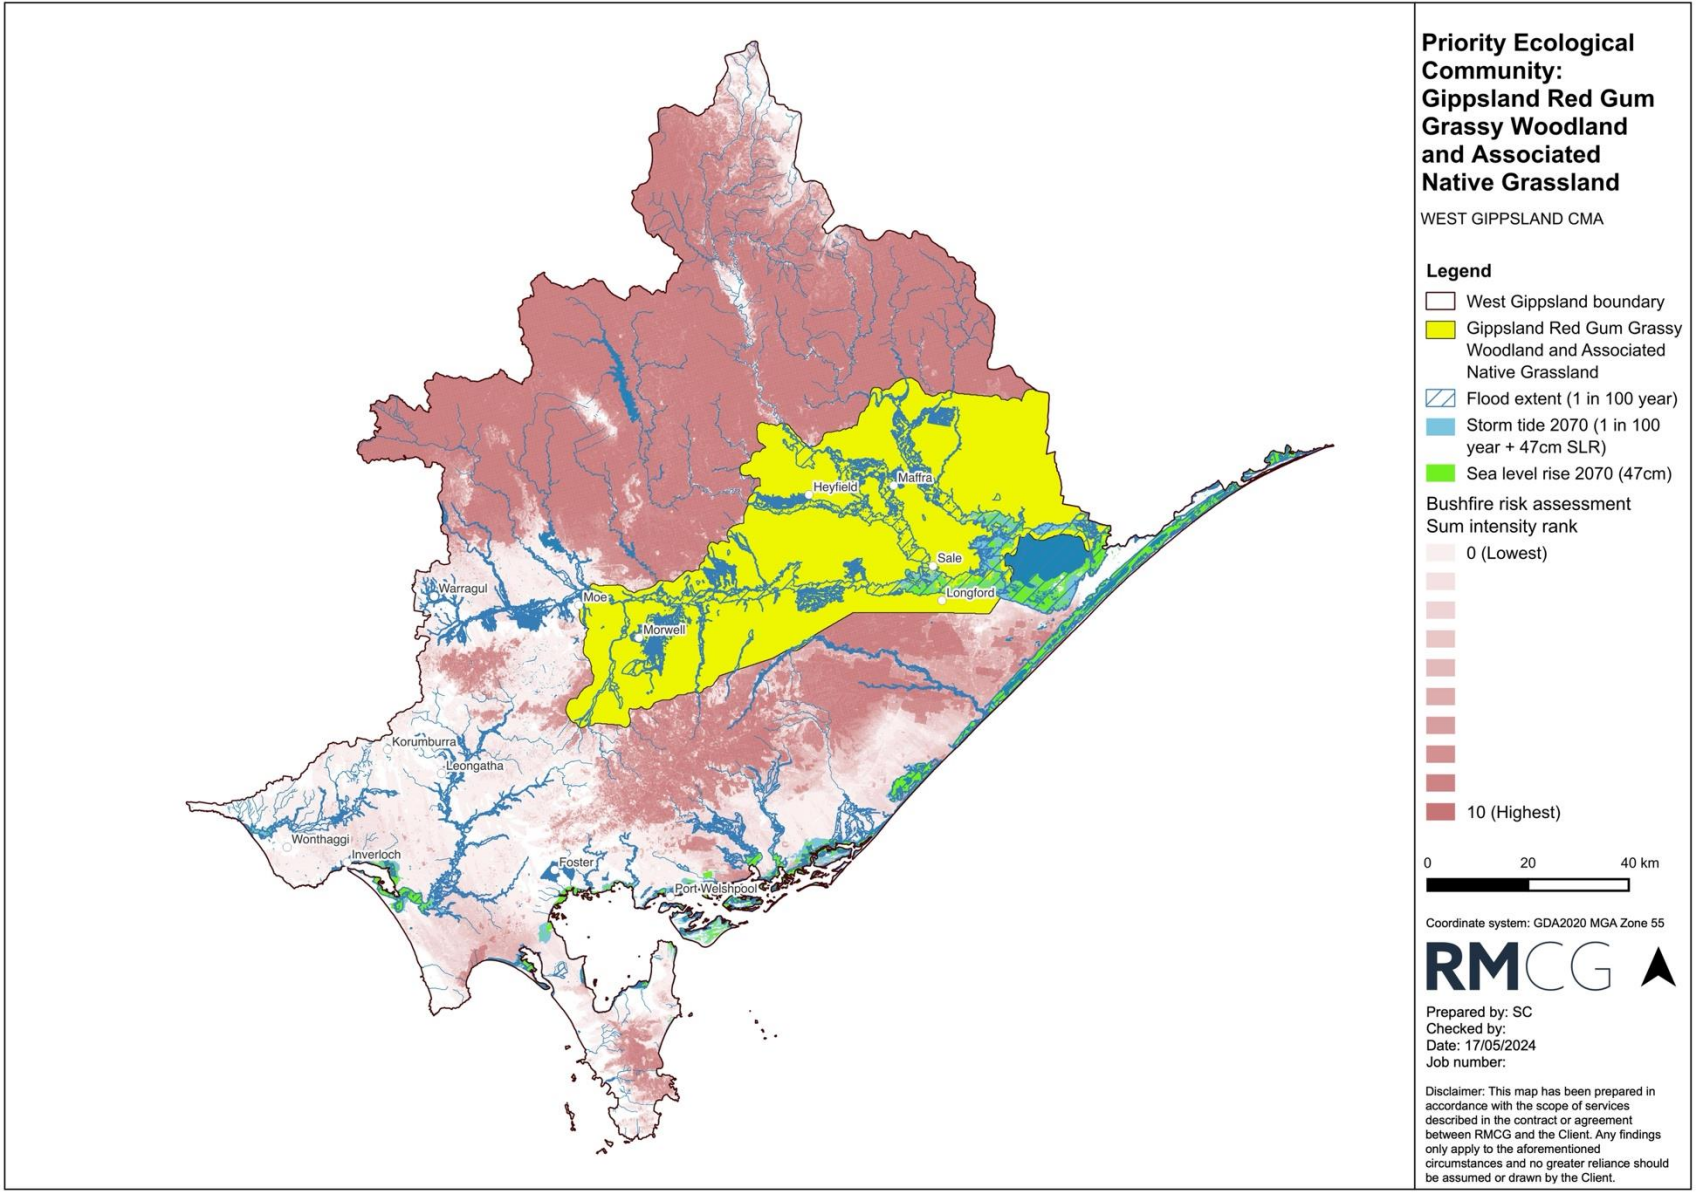 Priority Ecological
Community:
Gippsland Red Gum
Grassy Woodland
and Associated
Native Grassland
WEST GIPPSLAND CMA
Legend
West Gippsland boundary
Gippsland Red Gum Grassy
Woodland and Associated
Native Grassland
Flood extent (1 in 100 year)
Storm tide 2070 (1 in 100
year + 47cm SLR)
Sea level rise 2070 (47cm)
Bushfire risk assessment
Sum intensity rank
0 (Lowest)
10 (Highest)
0 20 40 km
Coordinate system: GDA2020 MGA Zone 55
RMCG
Prepared by: SC
Checked by:
Date: 17/05/2024
Job number:
Disclaimer: This map has been prepared in
accordance with the scope of services
described in the contract or agreement
between RMCG and the Client. Any findings
only apply to the aforementioned
circumstances and no greater reliance should
be assumed or drawn by the Client.
Heyfield
Maffra
Sale
Longford
Warragul
Moe
Morwell
Korumburra
Leongatha
Wonthaggi
Inverloch
Foster
Port Welshpool